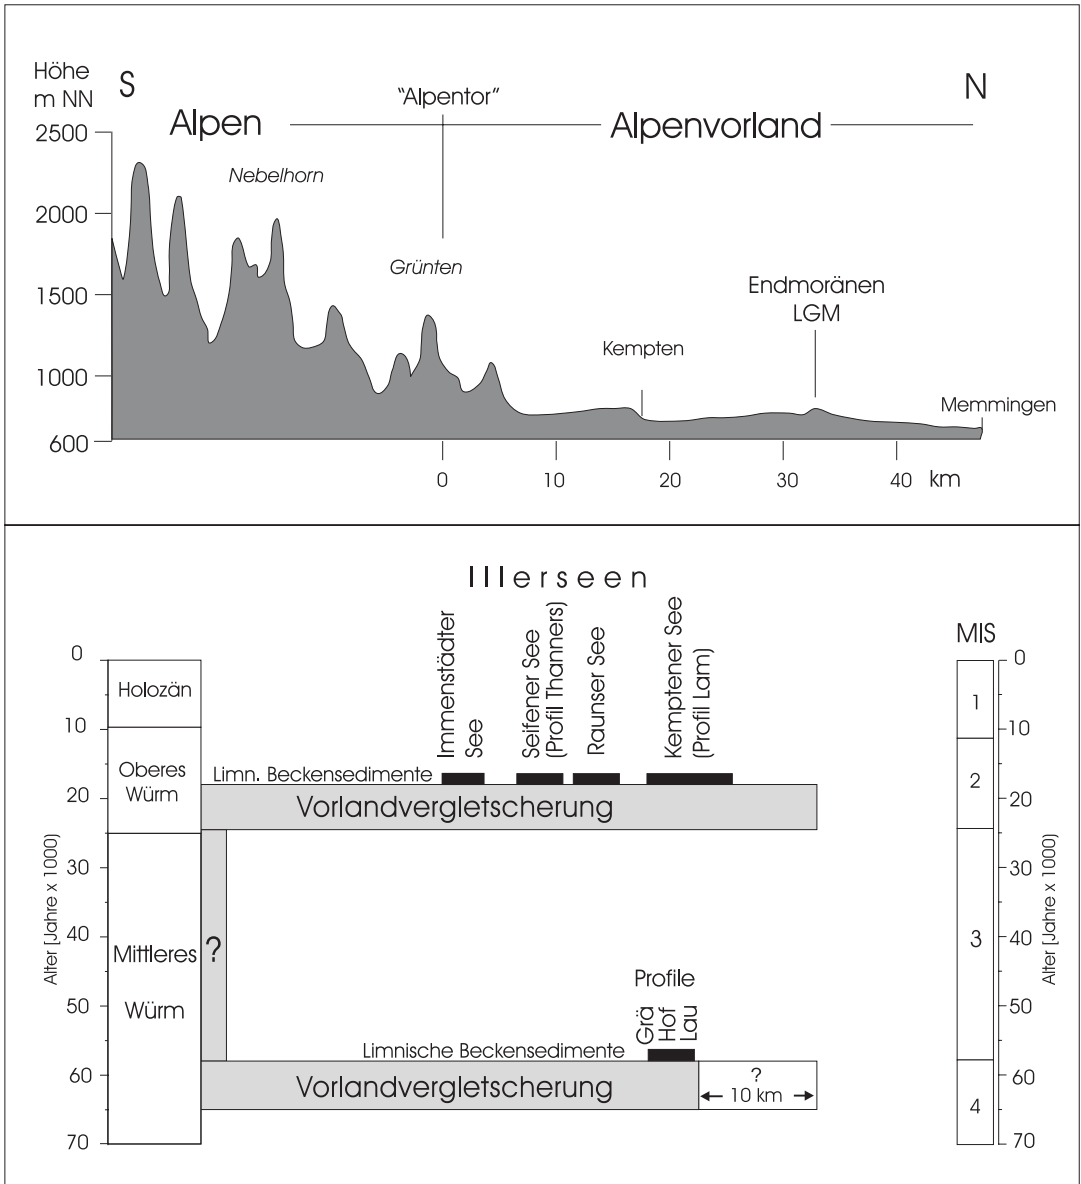 Höhe
m NN
S
"Alpentor"
N
Alpen
Alpenvorland
2500
2000
1500
1000
600
Nebelhorn
Grünten
Endmoränen
LGM
Kempten
Memmingen
0 10 20 30 40 km
Illerseen
Immenstädter
See
Seifener See
(Profil Thanners)
Raunser See
Kemptener See
(Profil Lam)
MIS
0
10
20
30
40
50
60
70
Alter [Jahre x 1000)
Holozän
Oberes
Würm
Mittleres
Würm
Limn. Beckensedimente
Vorlandvergletscherung
?
Profile
Grä
Hof
Lau
Limnische Beckensedimente
Vorlandvergletscherung
?
10 km
1
2
3
4
0
10
20
30
40
50
60
70
Alter [Jahre x 1000)